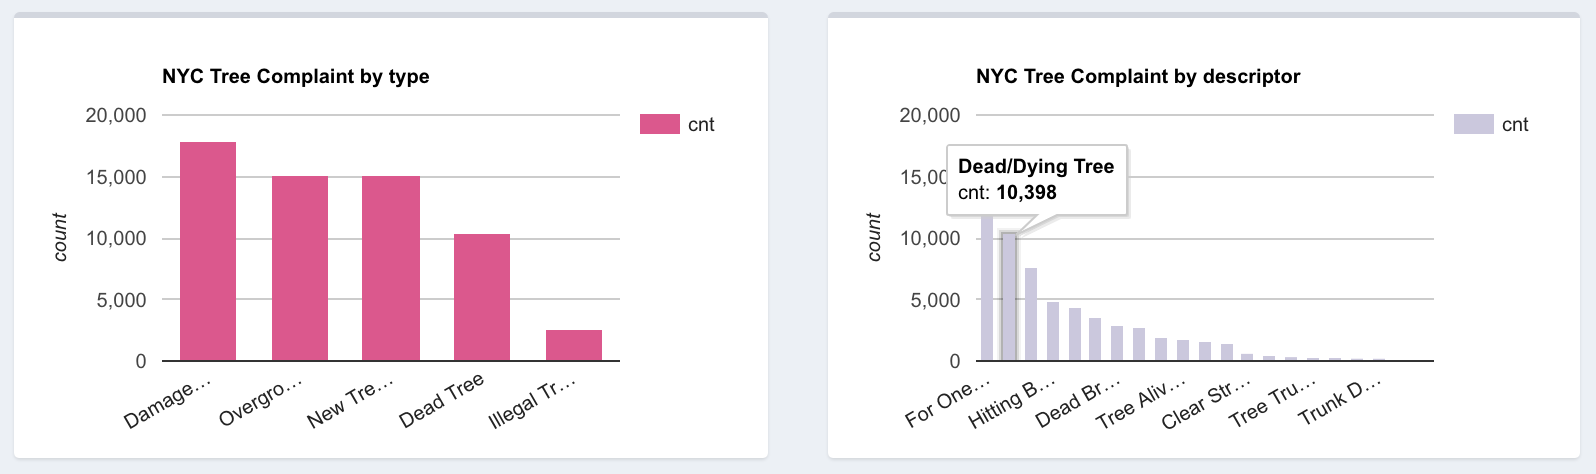 NYC Tree Complaint by type
20,000
15,000
10,000
5,000
0
count
cnt
Damage…
Overgro…
New Tre…
Dead Tree
Illegal Tr…
NYC Tree Complaint by descriptor
20,000
15,0
10,000
5,000
0
count
cnt
Dead/Dying Tree
cnt: 10,398
For One…
Hitting B…
Dead Br…
Tree Aliv…
Clear Str…
Tree Tru…
Trunk D…